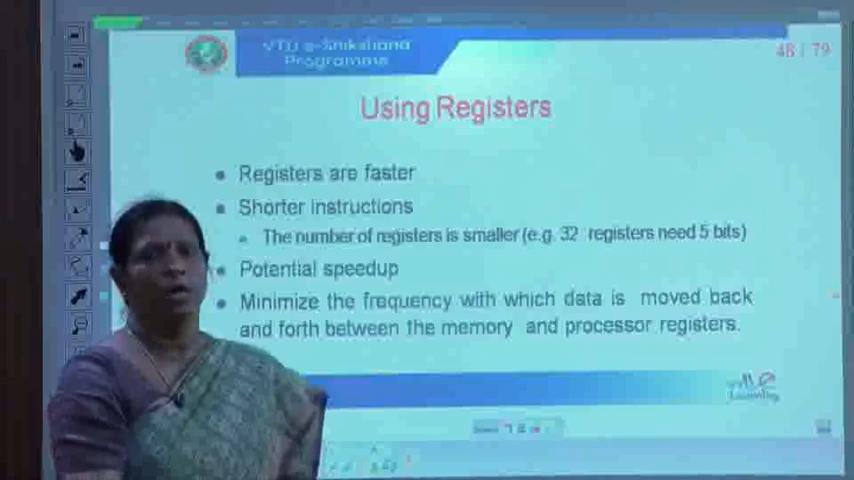 VTU e-Shikshana
Programme
48 / 79
Using Registers
Registers are faster
Shorter instructions
The number of registers is smaller (e.g. 32 registers need 5 bits)
Potential speedup
Minimize the frequency with which data is moved back
and forth between the memory and processor registers.
Learning